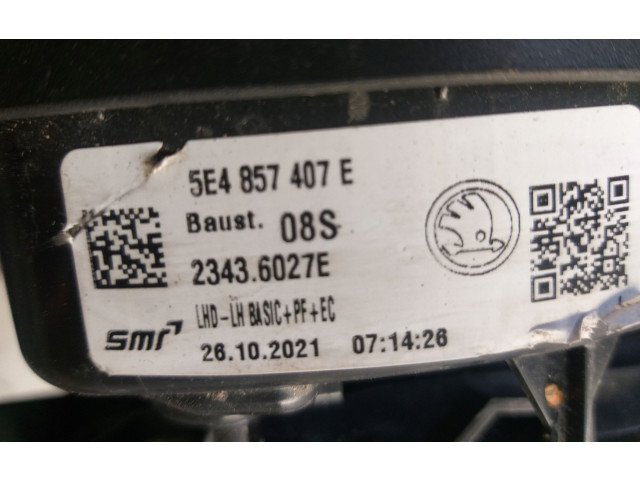 5E4 857 407 E
Baust. 08S
2343.6027E
LHD-LH BASIC+PF+EC
smr
26.10.2021 07:14:26